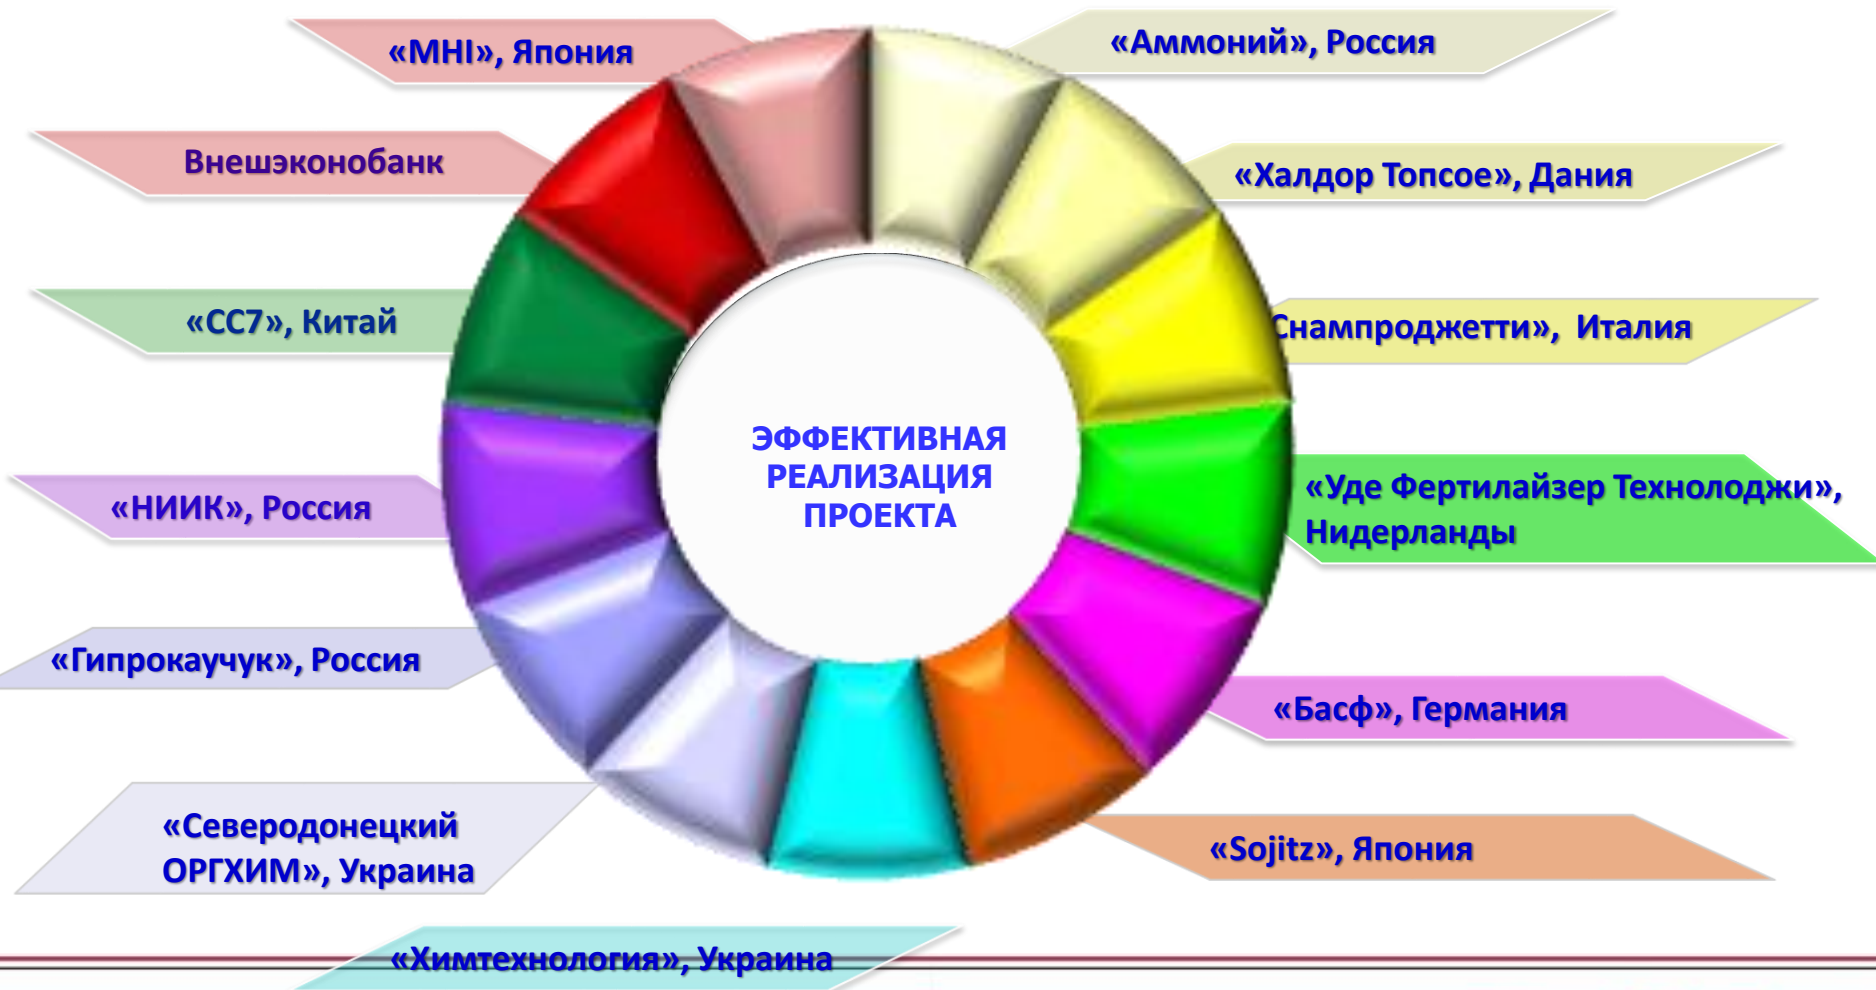 «MHI», Япония
«Аммоний», Россия
Внешэконобанк
«Халдор Топсое», Дания
«СС7», Китай
Снампроджетти», Италия
ЭФФЕКТИВНАЯ
РЕАЛИЗАЦИЯ
ПРОЕКТА
«НИИК», Россия
«Уде Фертилайзер Технолоджи»,
Нидерланды
«Гипрокаучук», Россия
«Басф», Германия
«Северодонецкий
ОРГХИМ», Украина
«Sojitz», Япония
«Химтехнология», Украина